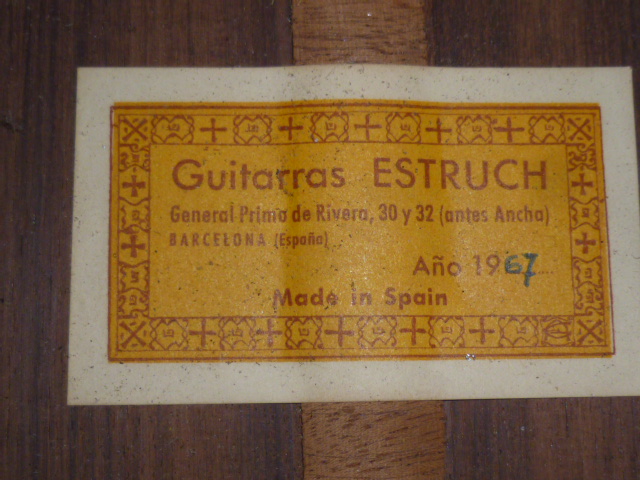 Guitarras ESTRUCH
General Primo de Rivera, 30 y 32 (antes Ancha)
BARCELONA (España)
Año 1967
Made in Spain